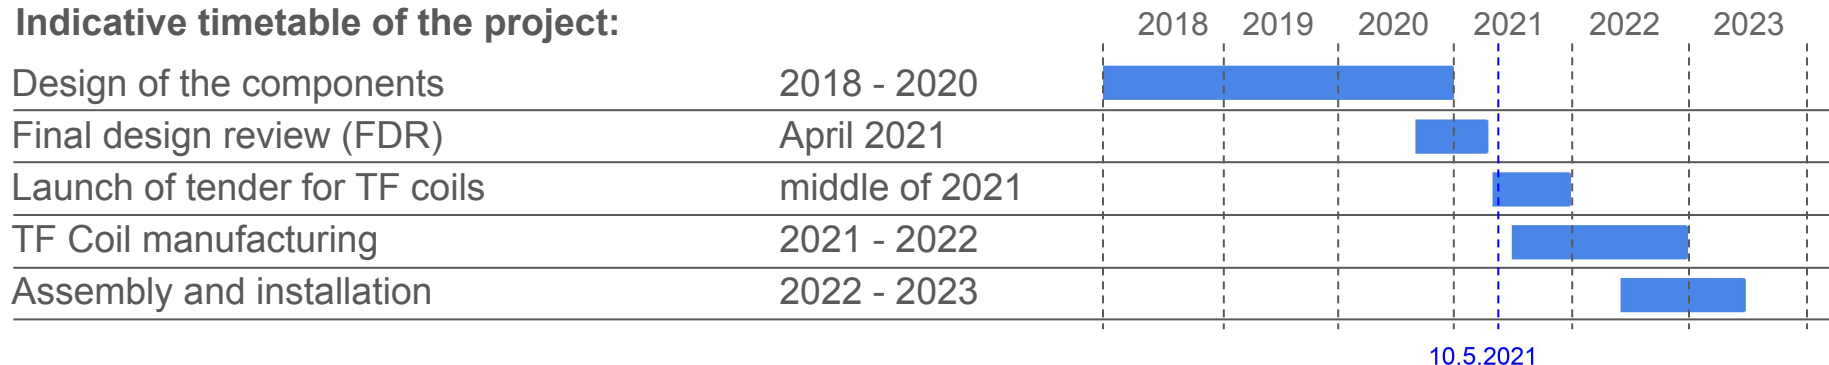 Indicative timetable of the project: 2018 2019 2020 2021 2022 2023
Design of the components 2018 - 2020
Final design review (FDR) April 2021
Launch of tender for TF coils middle of 2021
TF Coil manufacturing 2021 - 2022
Assembly and installation 2022 - 2023
10.5.2021